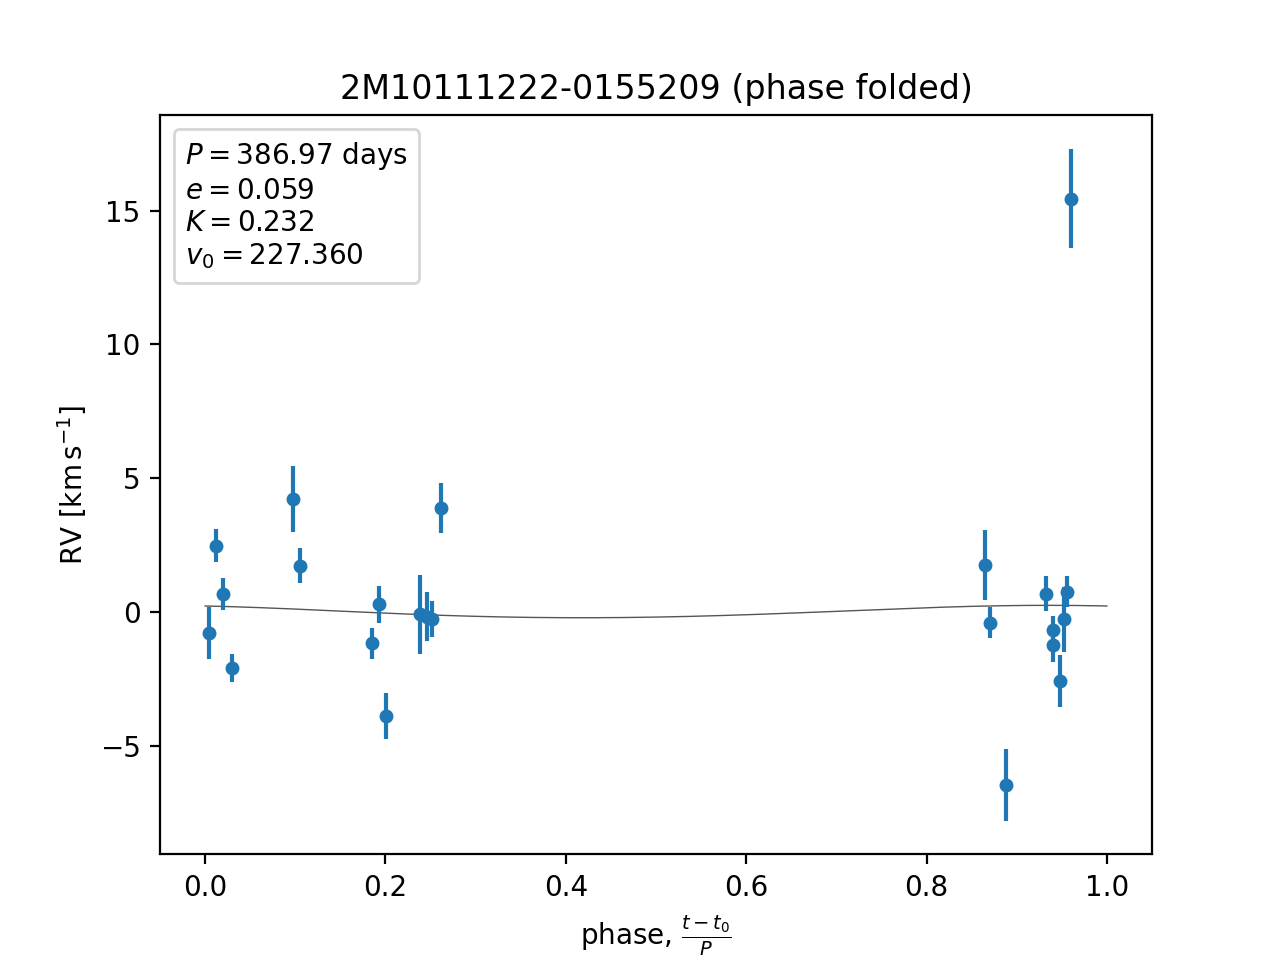 2M10111222-0155209 (phase folded)
P = 386.97 days
e = 0.059
K = 0.232
v₀ = 227.360
15
10
5
0
−5
RV [km s⁻¹]
0.0 0.2 0.4 0.6 0.8 1.0
phase, (t − t₀)/P